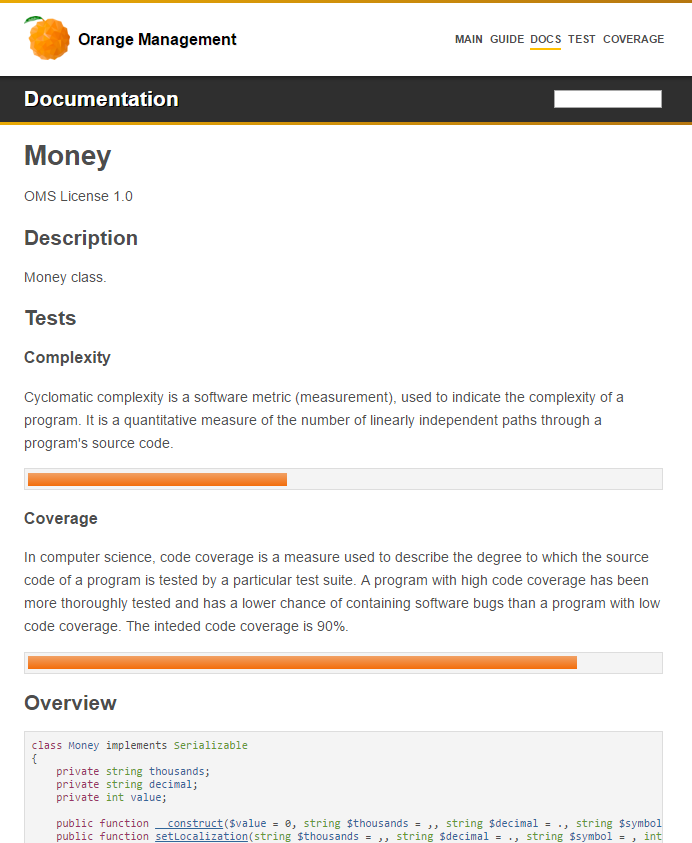 Orange Management
MAIN GUIDE DOCS TEST COVERAGE
Documentation
Money
OMS License 1.0
Description
Money class.
Tests
Complexity
Cyclomatic complexity is a software metric (measurement), used to indicate the complexity of a
program. It is a quantitative measure of the number of linearly independent paths through a
program's source code.
Coverage
In computer science, code coverage is a measure used to describe the degree to which the source
code of a program is tested by a particular test suite. A program with high code coverage has been
more thoroughly tested and has a lower chance of containing software bugs than a program with low
code coverage. The inteded code coverage is 90%.
Overview
class Money implements Serializable
{
    private string thousands;
    private string decimal;
    private int value;
    public function __construct($value = 0, string $thousands = ,, string $decimal = ., string $symbol
    public function setLocalization(string $thousands = ,, string $decimal = ., string $symbol = , int